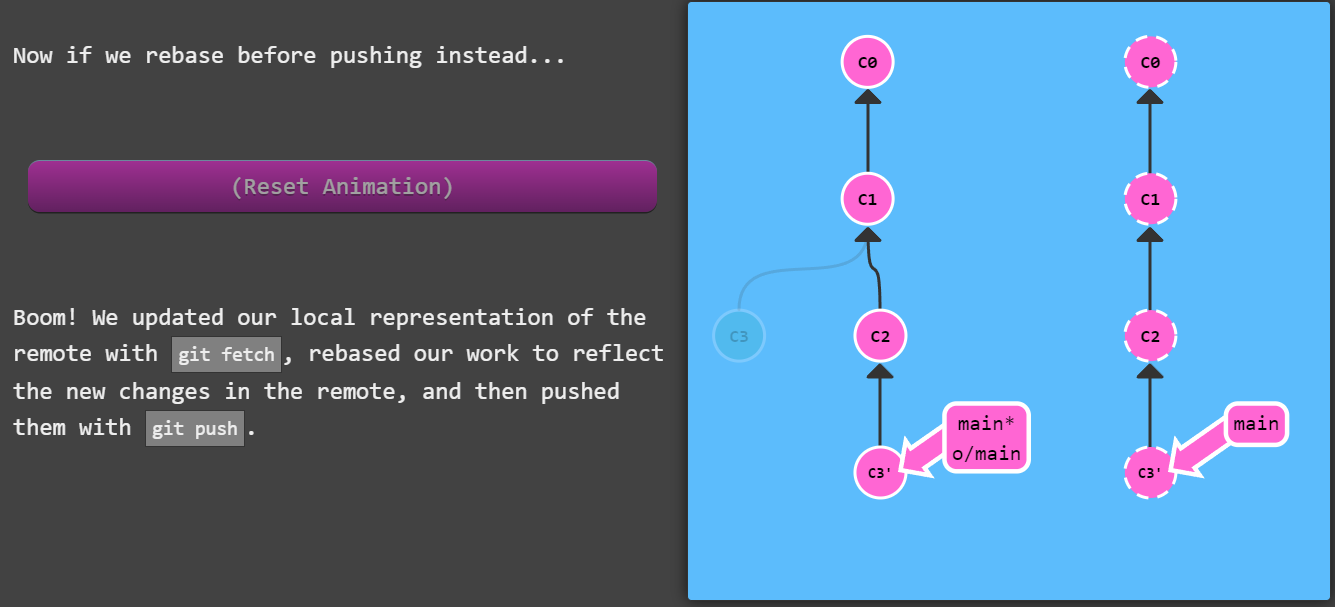 Now if we rebase before pushing instead...
(Reset Animation)
Boom! We updated our local representation of the
remote with git fetch, rebased our work to reflect
the new changes in the remote, and then pushed
them with git push.
C0
C1
C3
C2
main*
o/main
C3'
C0
C1
C2
main
C3'